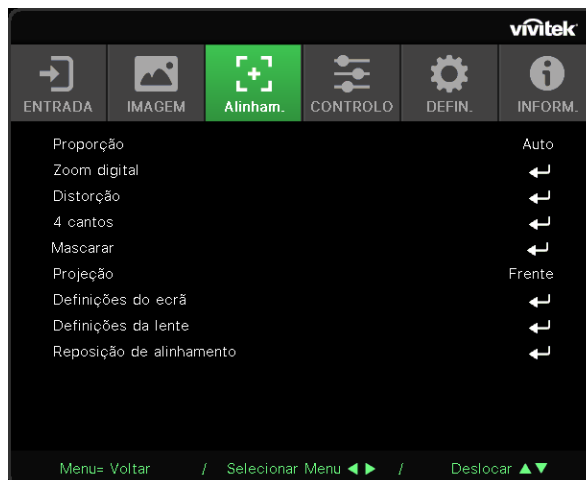 vivitek
ENTRADA IMAGEM Alinham. CONTROLO DEFIN. INFORM.
Proporção Auto
Zoom digital
Distorção
4 cantos
Mascarar
Projeção Frente
Definições do ecrã
Definições da lente
Reposição de alinhamento
Menu= Voltar / Selecionar Menu ◀ ▶ / Deslocar ▲▼